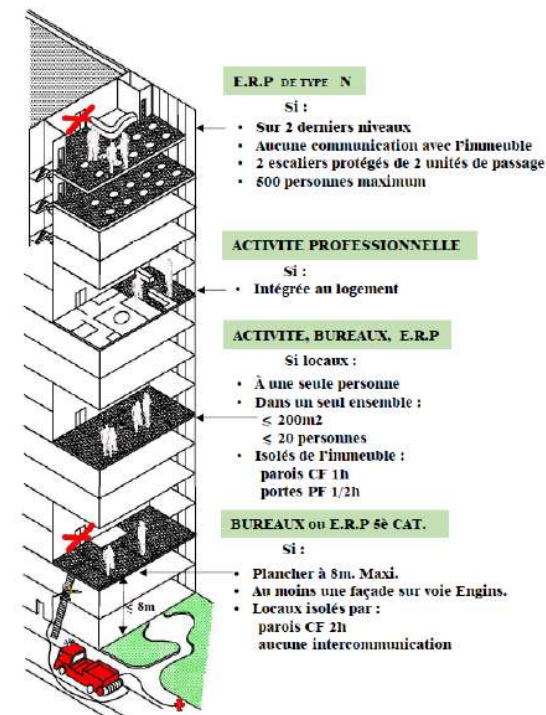 E.R.P DE TYPE N
Si :
• Sur 2 derniers niveaux
• Aucune communication avec l'immeuble
• 2 escaliers protégés de 2 unités de passage
• 500 personnes maximum
ACTIVITE PROFESSIONNELLE
Si :
• Intégrée au logement
ACTIVITE, BUREAUX, E.R.P
Si locaux :
• À une seule personne
• Dans un seul ensemble :
≤ 200m2
≤ 20 personnes
• Isolés de l'immeuble :
parois CF 1h
portes PF 1/2h
BUREAUX ou E.R.P 5è CAT.
Si :
• Plancher à 8m. Maxi.
• Au moins une façade sur voie Engins.
• Locaux isolés par :
parois CF 2h
aucune intercommunication
≤ 8m